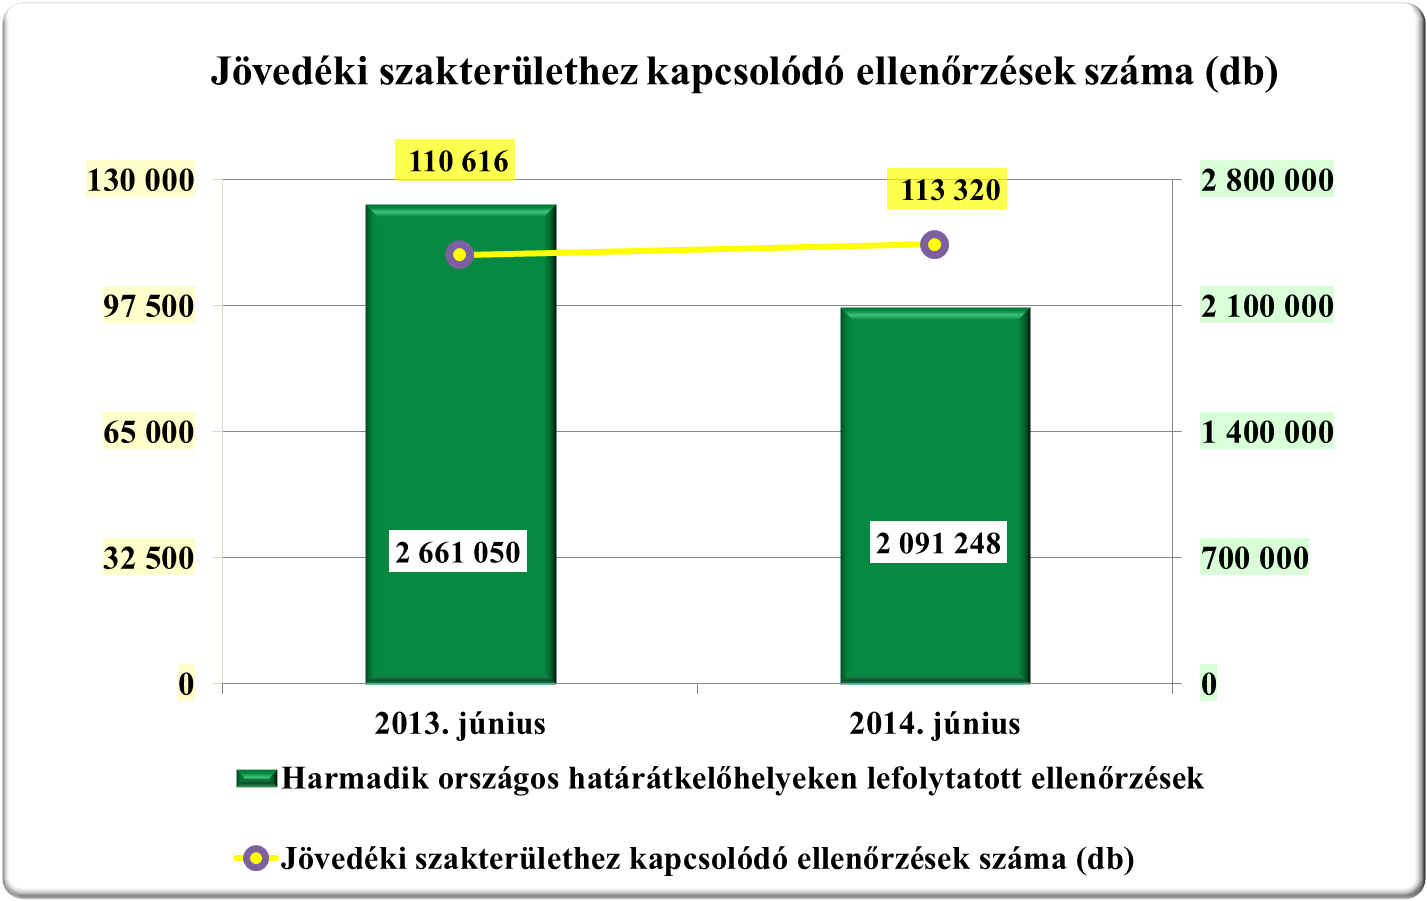 Jövedéki szakterülethez kapcsolódó ellenőrzések száma (db)
110 616
113 320
130 000
97 500
65 000
32 500
0
2 800 000
2 100 000
1 400 000
700 000
0
2 661 050
2 091 248
2013. június
2014. június
Harmadik országos határátkelőhelyeken lefolytatott ellenőrzések
Jövedéki szakterülethez kapcsolódó ellenőrzések száma (db)